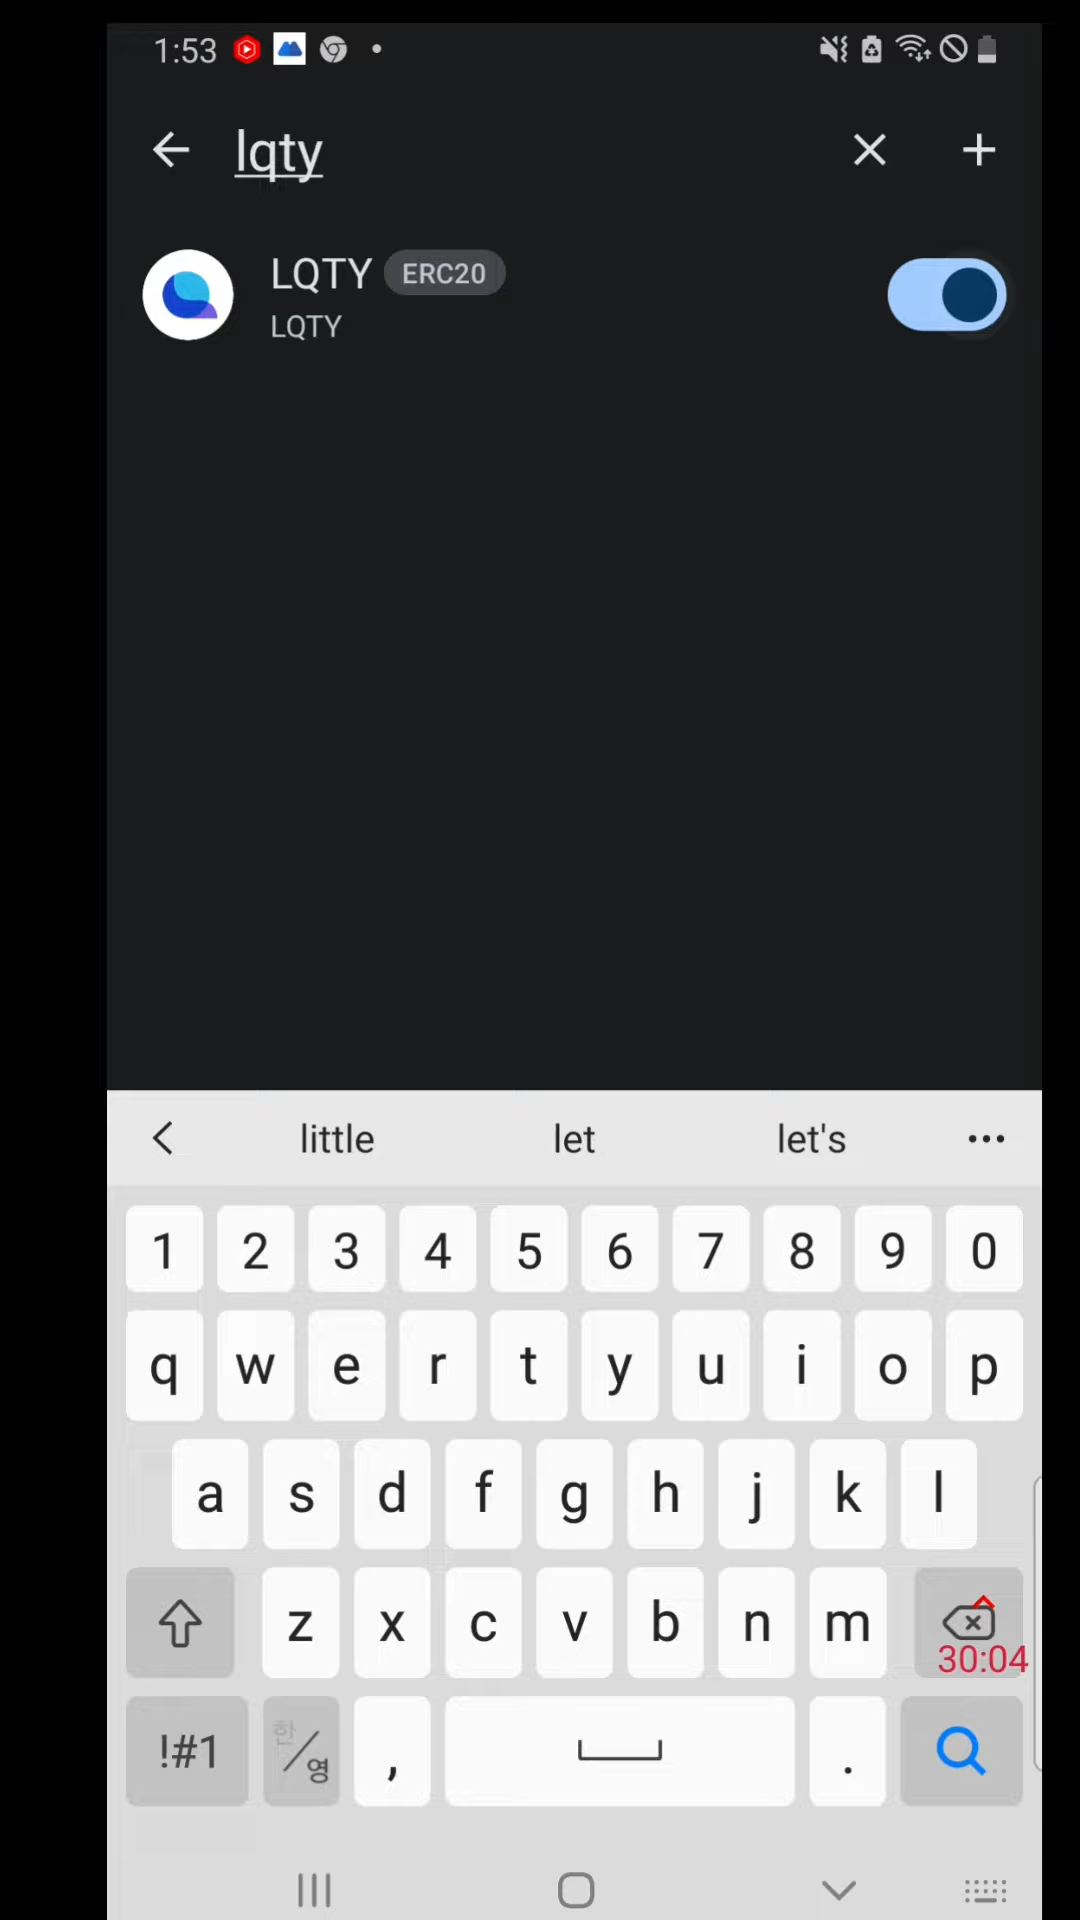 1:53
lqty
LQTY ERC20
LQTY
little let let's
1 2 3 4 5 6 7 8 9 0
q w e r t y u i o p
a s d f g h j k l
z x c v b n m
30:04
!#1 한/영 , .